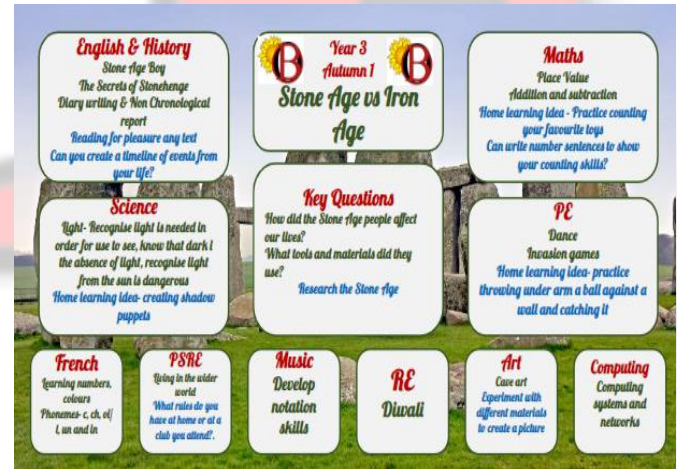 English & History
Stone Age Boy
The Secrets of Stonehenge
Diary writing & Non Chronological
report
Reading for pleasure any text
Can you create a timeline of events from
your life?
Year 3
Autumn 1
Stone Age vs Iron
Age
Maths
Place Value
Addition and subtraction
Home learning idea - Practice counting
your favourite toys
Can write number sentences to show
your counting skills?
Science
Light- Recognise light is needed in
order for use to see, know that dark i
the absence of light, recognise light
from the sun is dangerous
Home learning idea- creating shadow
puppets
Key Questions
How did the Stone Age people affect
our lives?
What tools and materials did they
use?
Research the Stone Age
PE
Dance
Invasion games
Home learning idea- practice
throwing under arm a ball against a
wall and catching it
French
Learning numbers,
colours
Phonemes- c, ch, oi/
i, un and in
PSRE
Living in the wider
world
What rules do you
have at home or at a
club you attend?.
Music
Develop
notation
skills
RE
Diwali
Art
Cave art
Experiment with
different materials
to create a picture
Computing
Computing
systems and
networks